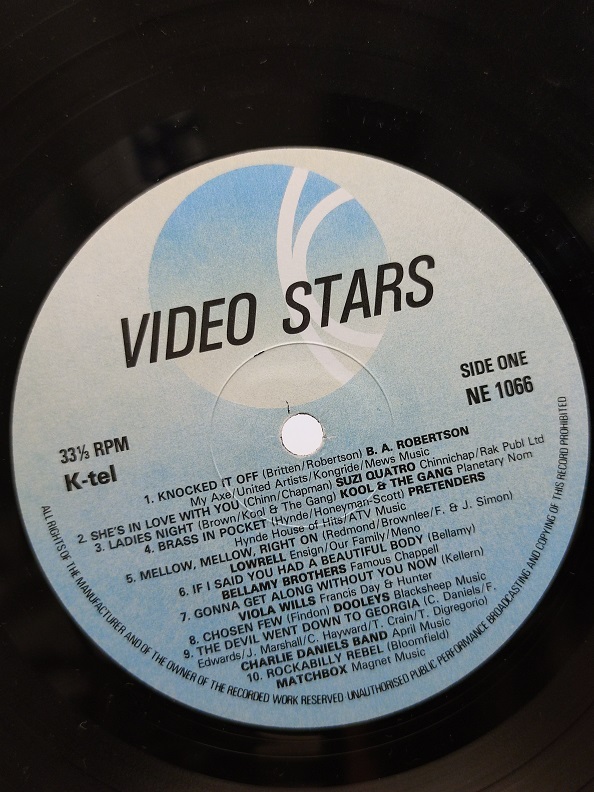 VIDEO STARS
SIDE ONE
NE 1066
33⅓ RPM
K-tel
1. KNOCKED IT OFF (Britten/Robertson) B. A. ROBERTSON
My Axe/United Artists/Kongride/Mews Music
2. SHE'S IN LOVE WITH YOU (Chinn/Chapman) SUZI QUATRO Chinnichap/Rak Publ Ltd
3. LADIES NIGHT (Brown/Kool & The Gang) KOOL & THE GANG Planetary Nom
4. BRASS IN POCKET (Hynde/Honeyman-Scott) PRETENDERS
Hynde House of Hits/ATV Music
5. MELLOW, MELLOW, RIGHT ON (Redmond/Brownlee/F. & J. Simon)
LOWRELL Ensign/Our Family/Meno
6. IF I SAID YOU HAD A BEAUTIFUL BODY (Bellamy)
BELLAMY BROTHERS Famous Chappell
7. GONNA GET ALONG WITHOUT YOU NOW (Kellern)
VIOLA WILLS Francis Day & Hunter
8. CHOSEN FEW (Findon) DOOLEYS Blacksheep Music
9. THE DEVIL WENT DOWN TO GEORGIA (C. Daniels/F.
Edwards/J. Marshall/C. Hayward/T. Crain/T. Digregorio)
CHARLIE DANIELS BAND April Music
10. ROCKABILLY REBEL (Bloomfield)
MATCHBOX Magnet Music
ALL RIGHTS OF THE MANUFACTURER AND OF THE OWNER OF THE RECORDED WORK RESERVED UNAUTHORISED PUBLIC PERFORMANCE BROADCASTING AND COPYING OF THIS RECORD PROHIBITED